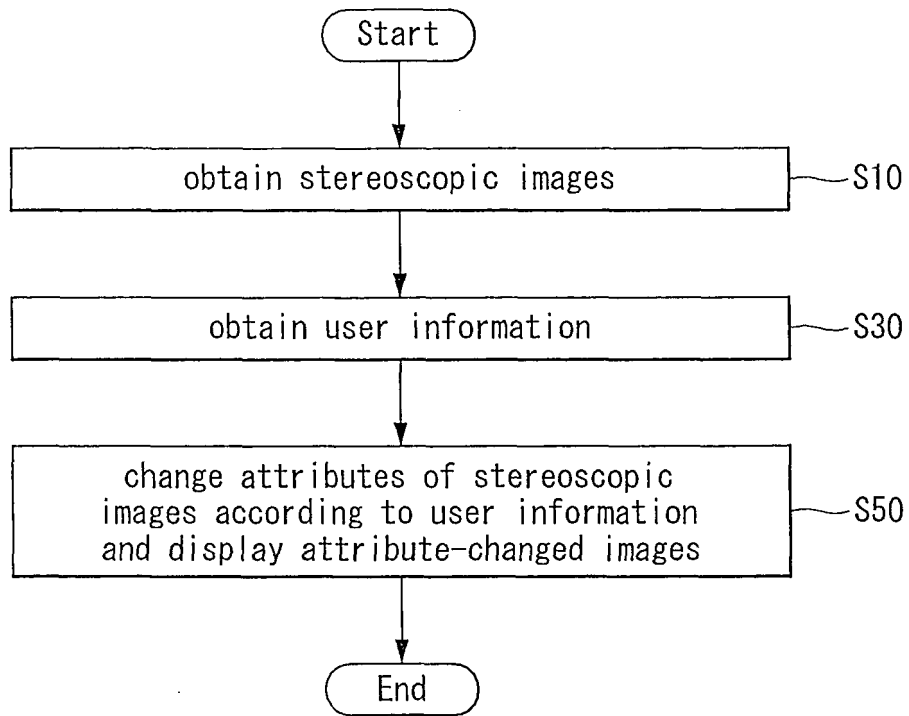 Start
obtain stereoscopic images
S10
obtain user information
S30
change attributes of stereoscopic
images according to user information
and display attribute-changed images
S50
End